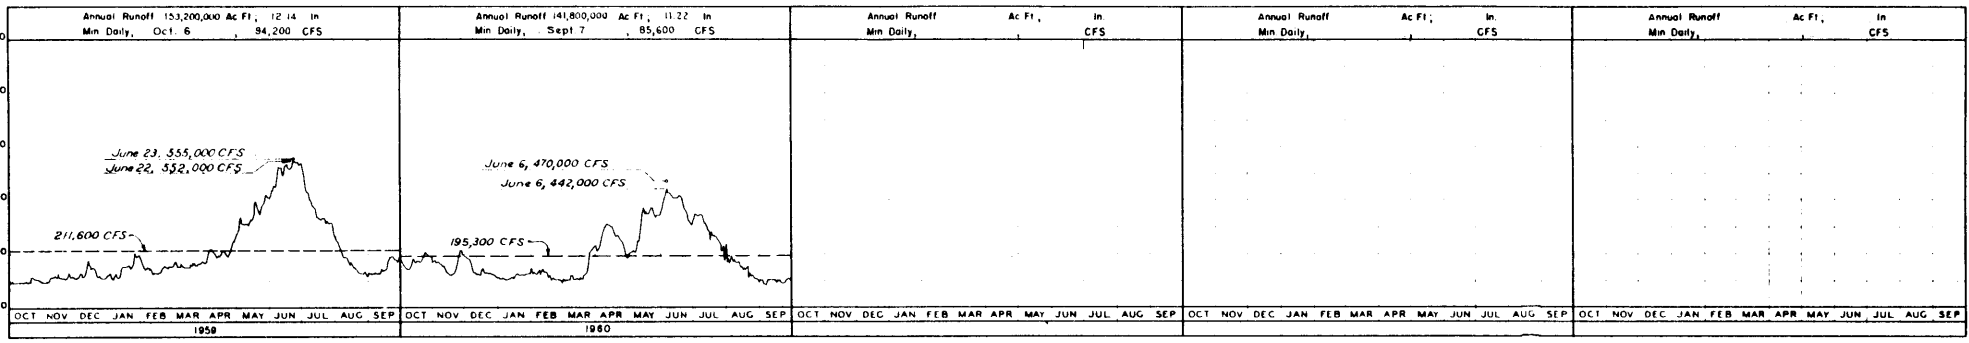 Annual Runoff 153,200,000 Ac Ft; 12.14 In
Min Daily, Oct. 6, 94,200 CFS
Annual Runoff 141,800,000 Ac Ft; 11.22 In
Min Daily, Sept 7, 85,600 CFS
Annual Runoff Ac Ft, In.
Min Daily, , CFS
Annual Runoff Ac Ft; In.
Min Daily, , CFS
Annual Runoff Ac Ft; In
Min Daily, , CFS
June 23, 555,000 CFS
June 22, 552,000 CFS
211,600 CFS
June 6, 470,000 CFS
June 6, 442,000 CFS
195,300 CFS
0
0
0
0
0
0
OCT NOV DEC JAN FEB MAR APR MAY JUN JUL AUG SEP
1959
OCT NOV DEC JAN FEB MAR APR MAY JUN JUL AUG SEP
1960
OCT NOV DEC JAN FEB MAR APR MAY JUN JUL AUG SEP
OCT NOV DEC JAN FEB MAR APR MAY JUN JUL AUG SEP
OCT NOV DEC JAN FEB MAR APR MAY JUN JUL AUG SEP